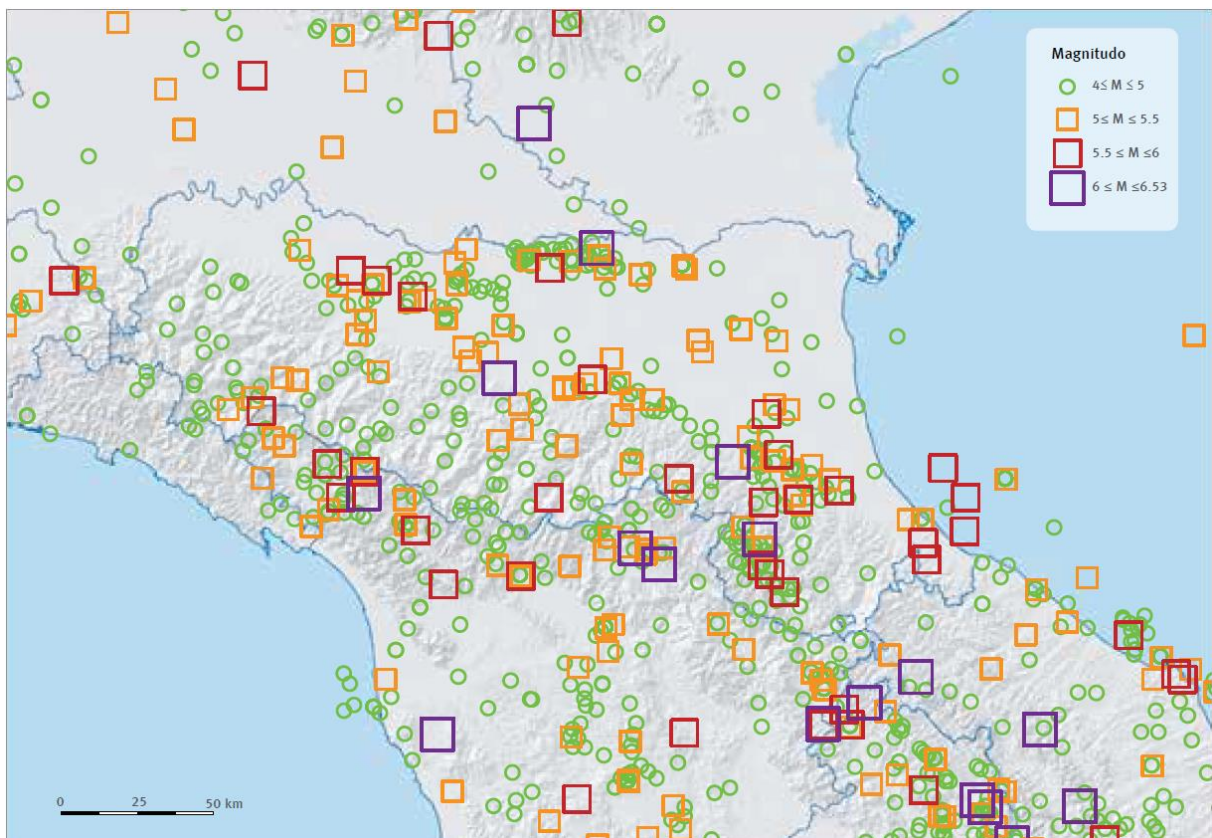 Magnitudo
4≤ M ≤ 5
5≤ M ≤ 5.5
5.5 ≤ M ≤6
6 ≤ M ≤6.53
0 25 50 km